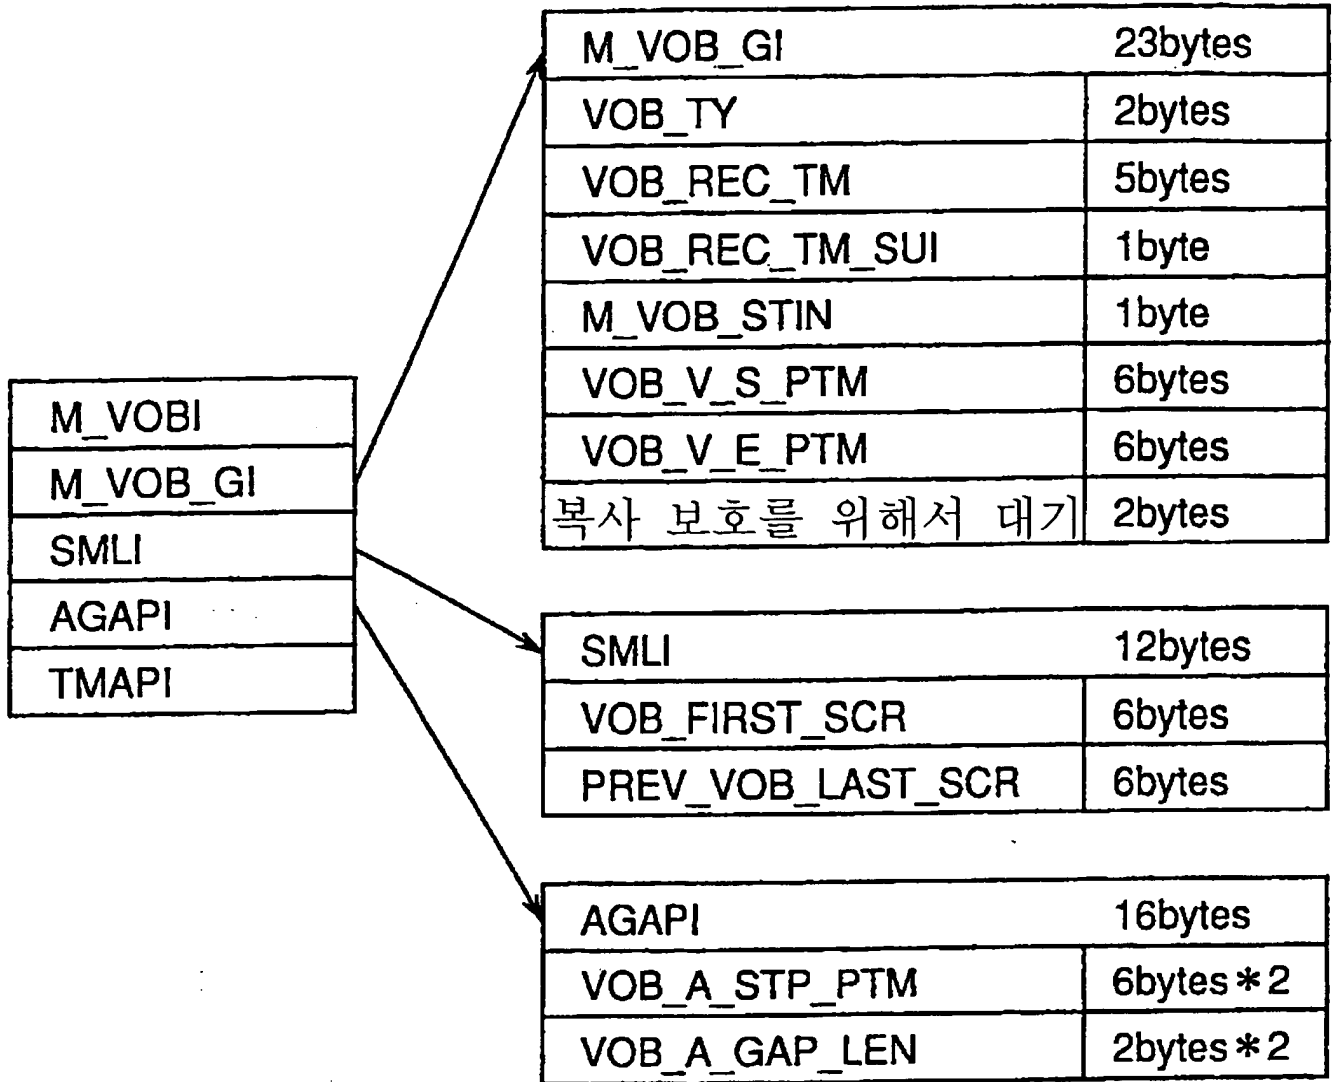 M_VOBI
M_VOB_GI
SMLI
AGAPI
TMAPI
M_VOB_GI 23bytes
VOB_TY 2bytes
VOB_REC_TM 5bytes
VOB_REC_TM_SUI 1byte
M_VOB_STIN 1byte
VOB_V_S_PTM 6bytes
VOB_V_E_PTM 6bytes
복사 보호를 위해서 대기 2bytes
SMLI 12bytes
VOB_FIRST_SCR 6bytes
PREV_VOB_LAST_SCR 6bytes
AGAPI 16bytes
VOB_A_STP_PTM 6bytes*2
VOB_A_GAP_LEN 2bytes*2